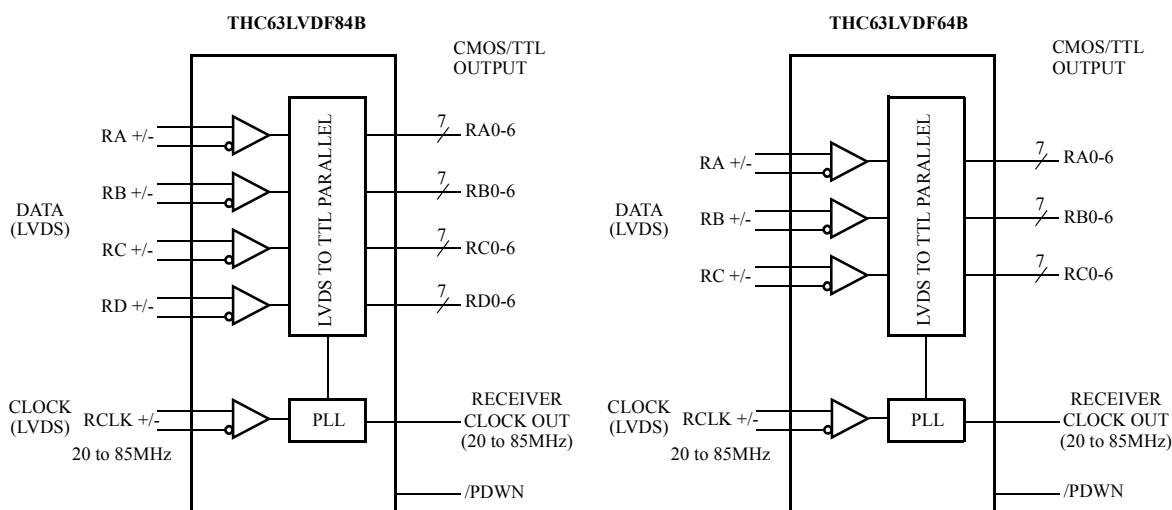 THC63LVDF84B
CMOS/TTL
OUTPUT
RA +/-
RB +/-
RC +/-
RD +/-
DATA
(LVDS)
LVDS TO TTL PARALLEL
7
RA0-6
7
RB0-6
7
RC0-6
7
RD0-6
CLOCK
(LVDS)
RCLK +/-
20 to 85MHz
PLL
RECEIVER
CLOCK OUT
(20 to 85MHz)
/PDWN
THC63LVDF64B
CMOS/TTL
OUTPUT
RA +/-
RB +/-
RC +/-
DATA
(LVDS)
LVDS TO TTL PARALLEL
7
RA0-6
7
RB0-6
7
RC0-6
CLOCK
(LVDS)
RCLK +/-
20 to 85MHz
PLL
RECEIVER
CLOCK OUT
(20 to 85MHz)
/PDWN